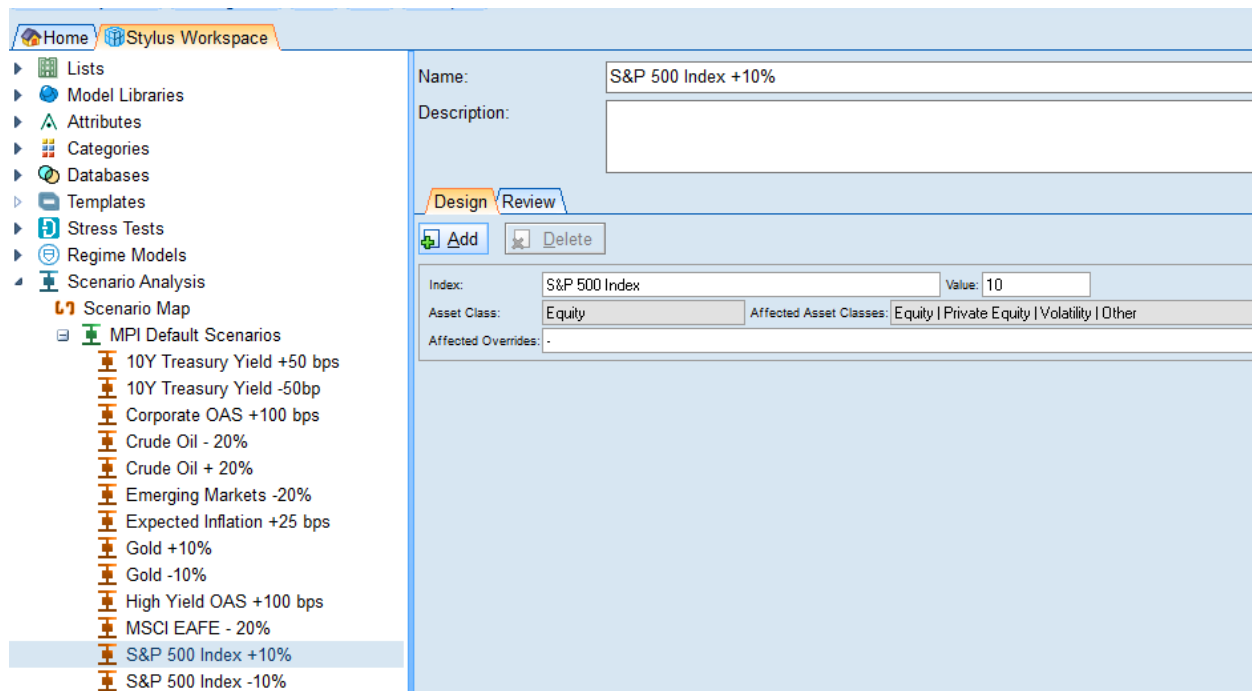 Home
Stylus Workspace
Lists
Model Libraries
Attributes
Categories
Databases
Templates
Stress Tests
Regime Models
Scenario Analysis
Scenario Map
MPI Default Scenarios
10Y Treasury Yield +50 bps
10Y Treasury Yield -50bp
Corporate OAS +100 bps
Crude Oil - 20%
Crude Oil + 20%
Emerging Markets -20%
Expected Inflation +25 bps
Gold +10%
Gold -10%
High Yield OAS +100 bps
MSCI EAFE - 20%
S&P 500 Index +10%
S&P 500 Index -10%
Name: S&P 500 Index +10%
Description:
Design Review
Add Delete
Index: S&P 500 Index Value: 10
Asset Class: Equity Affected Asset Classes: Equity | Private Equity | Volatility | Other
Affected Overrides: -